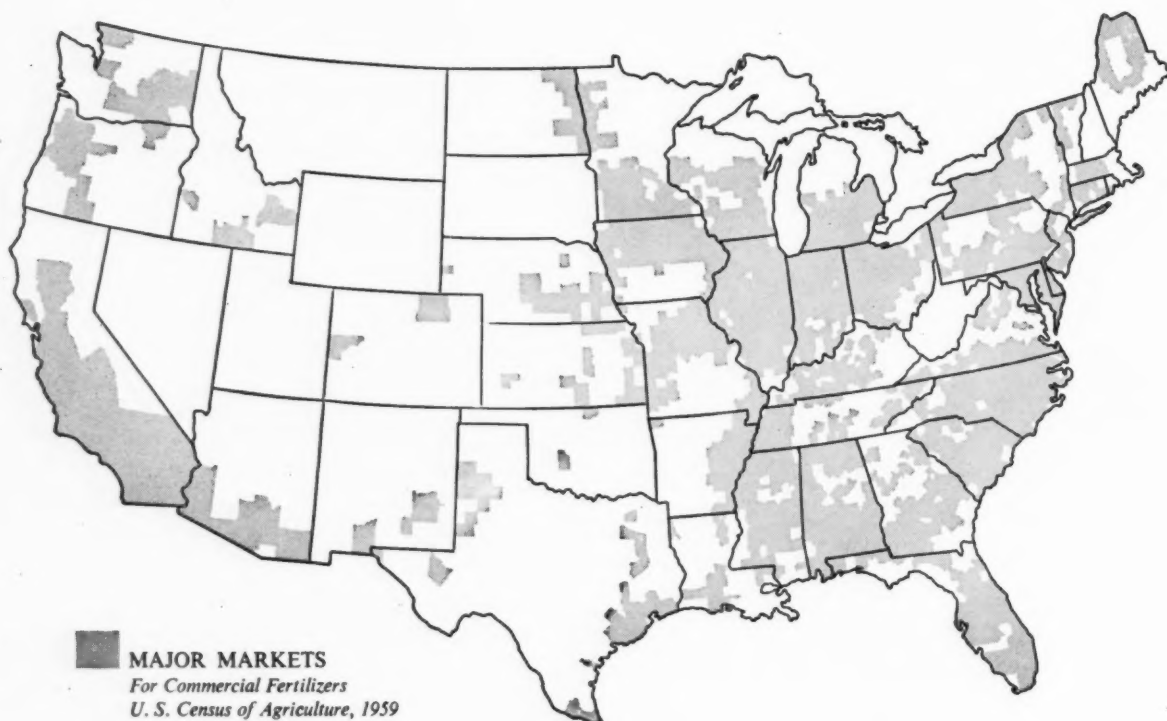 MAJOR MARKETS
For Commercial Fertilizers
U. S. Census of Agriculture, 1959